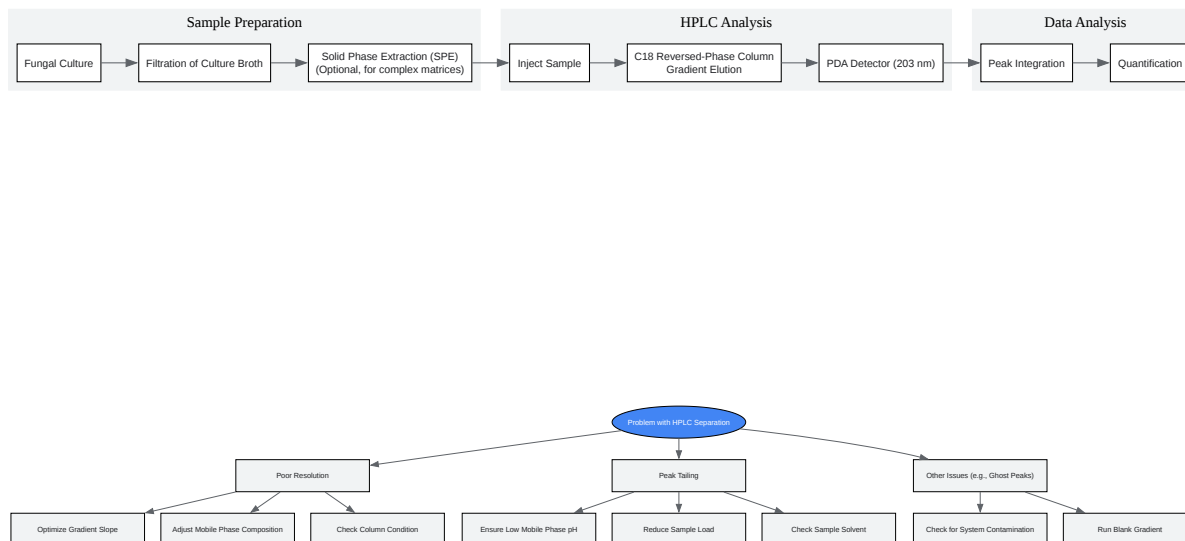 Sample Preparation
HPLC Analysis
Data Analysis
Fungal Culture
Filtration of Culture Broth
Solid Phase Extraction (SPE)
(Optional, for complex matrices)
Inject Sample
C18 Reversed-Phase Column
Gradient Elution
PDA Detector (203 nm)
Peak Integration
Quantification
Problem with HPLC Separation
Poor Resolution
Peak Tailing
Other Issues (e.g., Ghost Peaks)
Optimize Gradient Slope
Adjust Mobile Phase Composition
Check Column Condition
Ensure Low Mobile Phase pH
Reduce Sample Load
Check Sample Solvent
Check for System Contamination
Run Blank Gradient